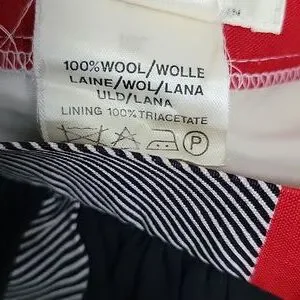 100% WOOL/WOLLE
LAINE/WOL/LANA
ULD/LANA
LINING 100% TRIACETATE
P